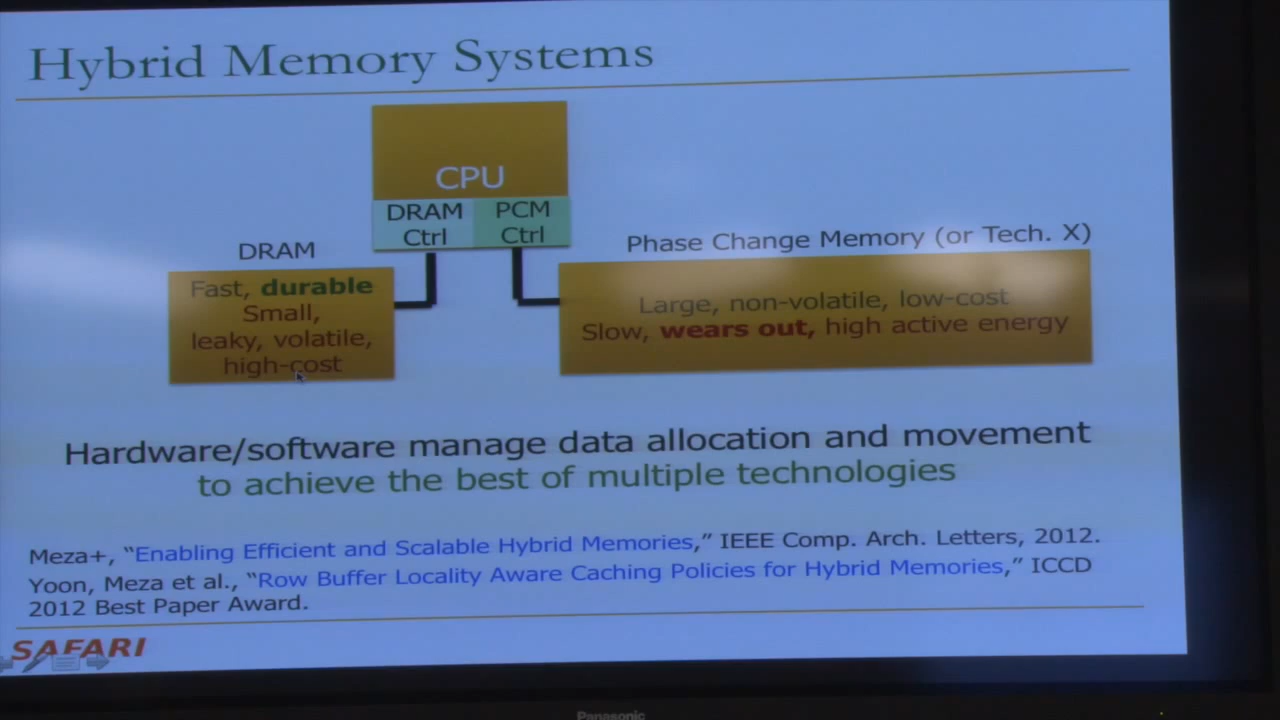 Hybrid Memory Systems
CPU
DRAM Ctrl
PCM Ctrl
DRAM
Fast, durable
Small,
leaky, volatile,
high-cost
Phase Change Memory (or Tech. X)
Large, non-volatile, low-cost
Slow, wears out, high active energy
Hardware/software manage data allocation and movement
to achieve the best of multiple technologies
Meza+, “Enabling Efficient and Scalable Hybrid Memories,” IEEE Comp. Arch. Letters, 2012.
Yoon, Meza et al., “Row Buffer Locality Aware Caching Policies for Hybrid Memories,” ICCD
2012 Best Paper Award.
SAFARI
Panasonic